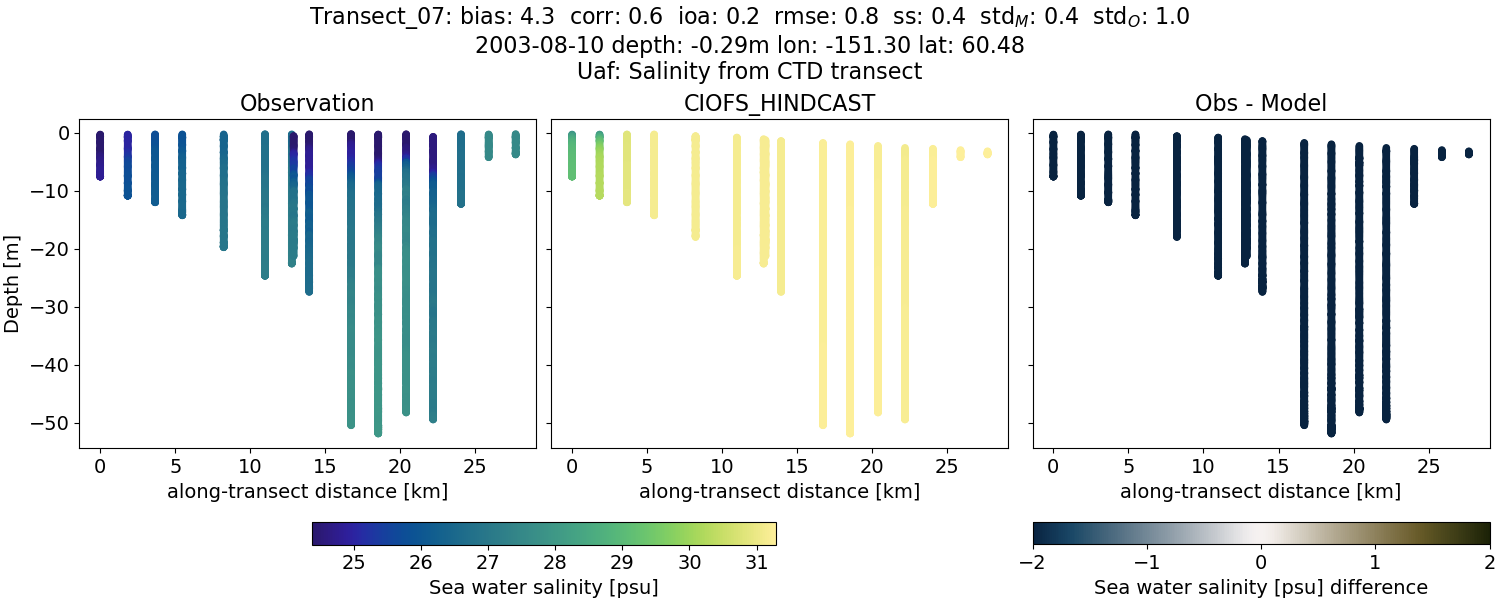 Transect_07: bias: 4.3 corr: 0.6 ioa: 0.2 rmse: 0.8 ss: 0.4 std_M: 0.4 std_O: 1.0
2003-08-10 depth: -0.29m lon: -151.30 lat: 60.48
Uaf: Salinity from CTD transect
Observation
CIOFS_HINDCAST
Obs - Model
Depth [m]
0
−10
−20
−30
−40
−50
0 5 10 15 20 25
0 5 10 15 20 25
0 5 10 15 20 25
along-transect distance [km]
along-transect distance [km]
along-transect distance [km]
25 26 27 28 29 30 31
Sea water salinity [psu]
−2 −1 0 1 2
Sea water salinity [psu] difference